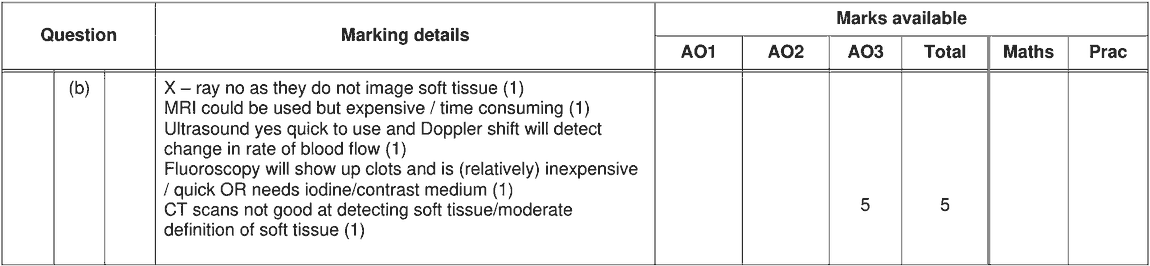 Question
Marking details
Marks available
AO1 AO2 AO3 Total Maths Prac
(b)
X – ray no as they do not image soft tissue (1)
MRI could be used but expensive / time consuming (1)
Ultrasound yes quick to use and Doppler shift will detect
change in rate of blood flow (1)
Fluoroscopy will show up clots and is (relatively) inexpensive
/ quick OR needs iodine/contrast medium (1)
CT scans not good at detecting soft tissue/moderate
definition of soft tissue (1)
5 5